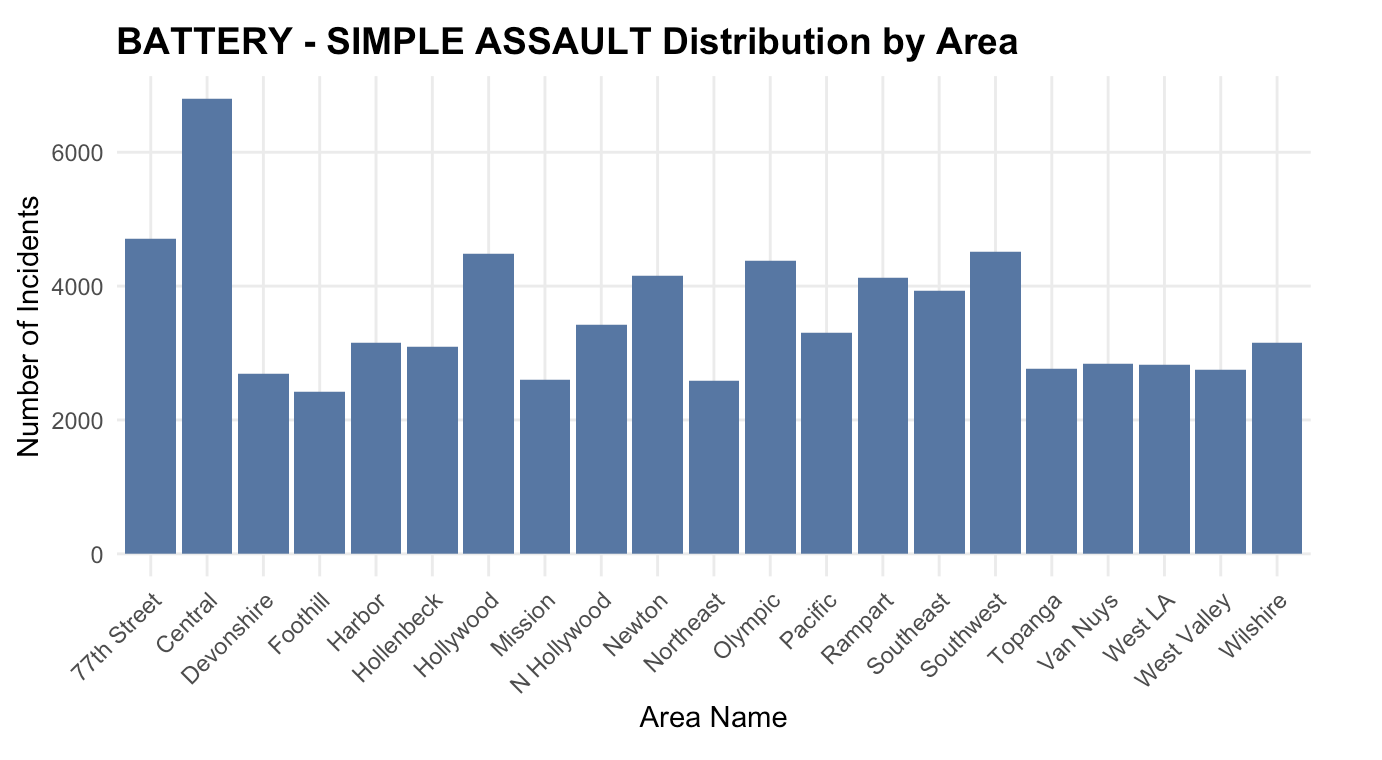 BATTERY - SIMPLE ASSAULT Distribution by Area
Number of Incidents
6000
4000
2000
0
77th Street
Central
Devonshire
Foothill
Harbor
Hollenbeck
Hollywood
Mission
N Hollywood
Newton
Northeast
Olympic
Pacific
Rampart
Southeast
Southwest
Topanga
Van Nuys
West LA
West Valley
Wilshire
Area Name